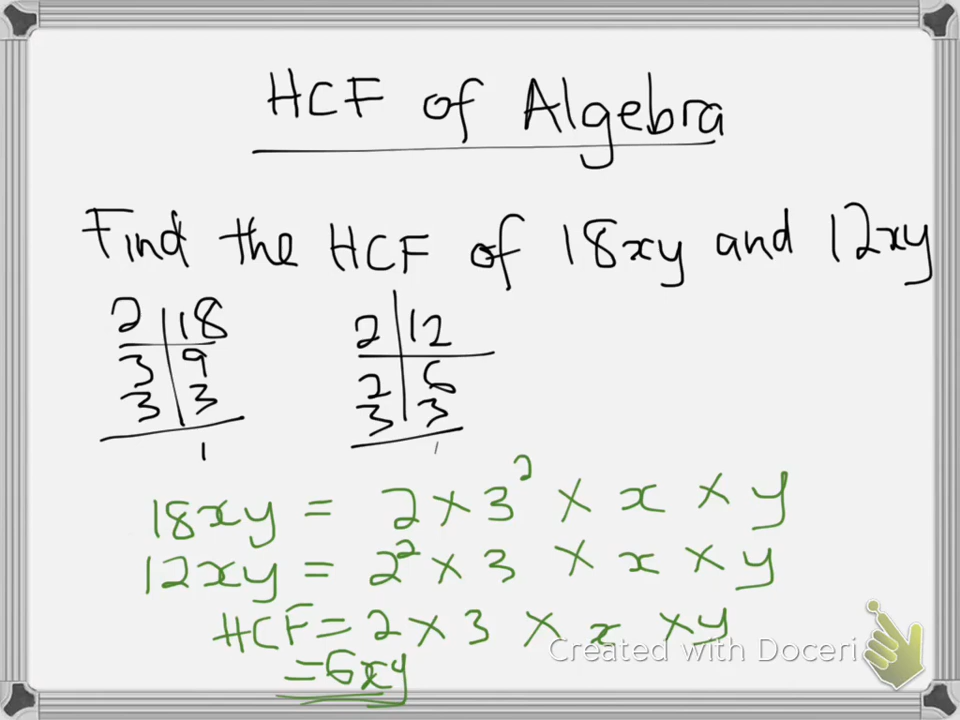 HCF of Algebra
Find the HCF of 18xy and 12xy
2 | 18    2 | 12
3 | 9    2 | 6
3 | 3    3 | 3
1    1
18xy = 2 × 3² × x × y
12xy = 2² × 3 × x × y
HCF = 2 × 3 × x × y
= 6xy
Created with Doceri